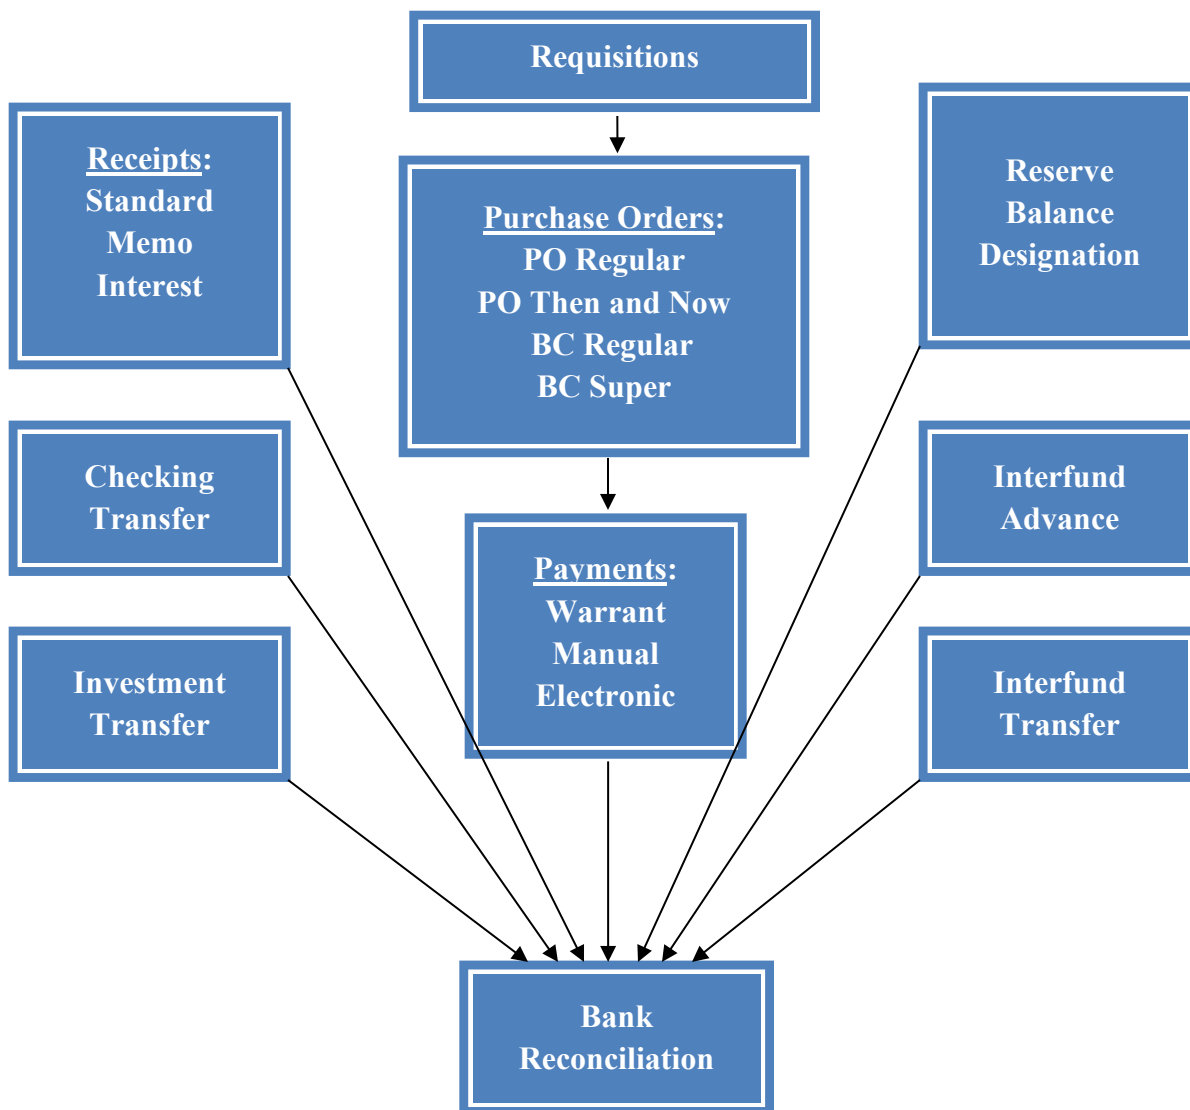 Requisitions
Receipts:
Standard
Memo
Interest
Purchase Orders:
PO Regular
PO Then and Now
BC Regular
BC Super
Reserve
Balance
Designation
Checking
Transfer
Payments:
Warrant
Manual
Electronic
Interfund
Advance
Investment
Transfer
Interfund
Transfer
Bank
Reconciliation